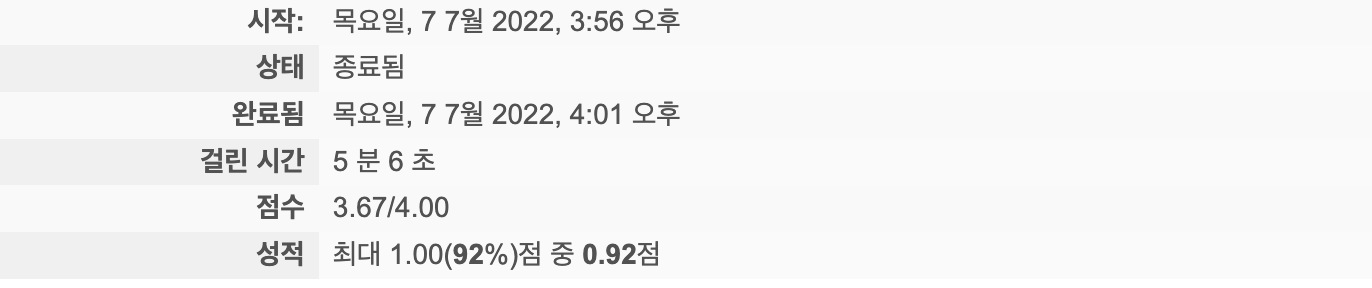 시작: 목요일, 7 7월 2022, 3:56 오후
상태 종료됨
완료됨 목요일, 7 7월 2022, 4:01 오후
걸린 시간 5 분 6 초
점수 3.67/4.00
성적 최대 1.00(92%)점 중 0.92점